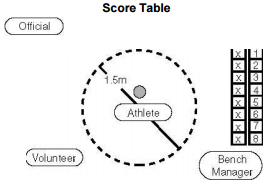 Score Table
Official
X 1
X 2
1.5m
X 3
X 4
X 5
Athlete
X 6
X 7
X 8
Volunteer
Bench
Manager